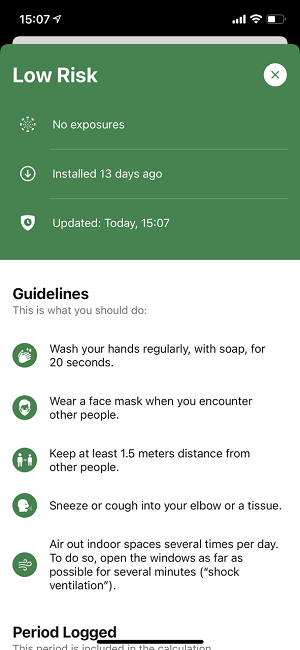 15:07
Low Risk
No exposures
Installed 13 days ago
Updated: Today, 15:07
Guidelines
This is what you should do:
Wash your hands regularly, with soap, for
20 seconds.
Wear a face mask when you encounter
other people.
Keep at least 1.5 meters distance from
other people.
Sneeze or cough into your elbow or a tissue.
Air out indoor spaces several times per day.
To do so, open the windows as far as
possible for several minutes (“shock
ventilation”).
Period Logged
This period is included in the calculation.